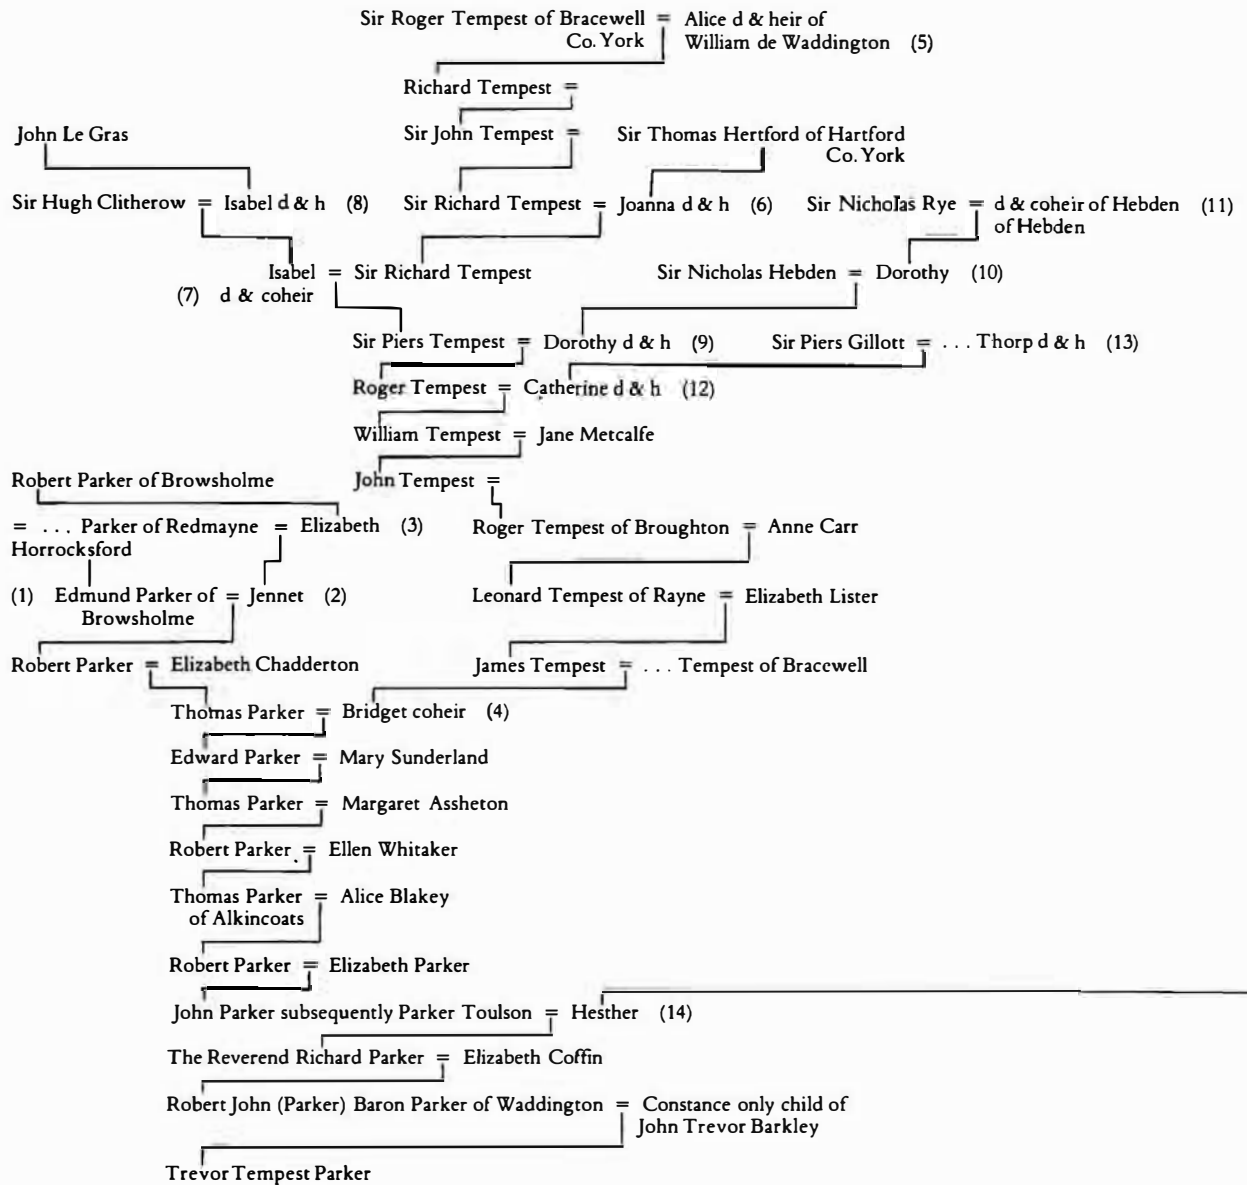 Sir Roger Tempest of Bracewell = Alice d & heir of
Co. York William de Waddington (5)
Richard Tempest =
John Le Gras Sir John Tempest = Sir Thomas Hertford of Hartford
Co. York
Sir Hugh Clitherow = Isabel d & h (8) Sir Richard Tempest = Joanna d & h (6) Sir Nicholas Rye = d & coheir of Hebden (11)
of Hebden
Isabel = Sir Richard Tempest Sir Nicholas Hebden = Dorothy (10)
(7) d & coheir
Sir Piers Tempest = Dorothy d & h (9) Sir Piers Gillott = ... Thorp d & h (13)
Roger Tempest = Catherine d & h (12)
William Tempest = Jane Metcalfe
Robert Parker of Browsholme John Tempest =
= ... Parker of Redmayne = Elizabeth (3) Roger Tempest of Broughton = Anne Carr
Horrocksford
(1) Edmund Parker of = Jennet (2) Leonard Tempest of Rayne = Elizabeth Lister
Browsholme
Robert Parker = Elizabeth Chadderton James Tempest = ... Tempest of Bracewell
Thomas Parker = Bridget coheir (4)
Edward Parker = Mary Sunderland
Thomas Parker = Margaret Assheton
Robert Parker = Ellen Whitaker
Thomas Parker = Alice Blakey
of Alkincoats
Robert Parker = Elizabeth Parker
John Parker subsequently Parker Toulson = Hesther (14)
The Reverend Richard Parker = Elizabeth Coffin
Robert John (Parker) Baron Parker of Waddington = Constance only child of
John Trevor Barkley
Trevor Tempest Parker